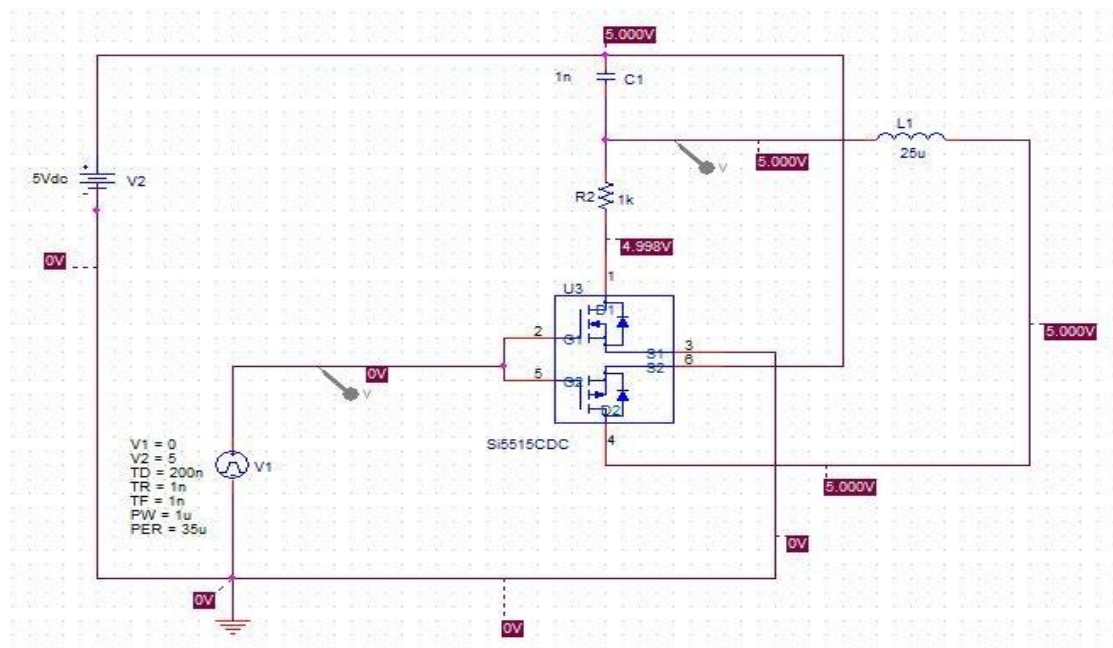 5.000V
1n C1
L1
25u
V
5.000V
5Vdc
+
-
V2
R2 1k
0V
4.998V
1
U3
D1
2
G1
5.000V
S1 3
S2 6
0V
V
5
G2
D2
Si5515CDC
4
V1 = 0
V2 = 5
TD = 200n
TR = 1n
TF = 1n
PW = 1u
PER = 35u
V1
5.000V
0V
0V
0V